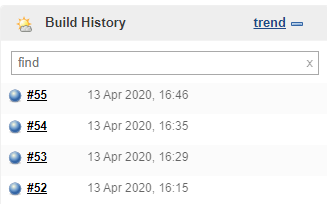 Build History trend
find x
#55 13 Apr 2020, 16:46
#54 13 Apr 2020, 16:35
#53 13 Apr 2020, 16:29
#52 13 Apr 2020, 16:15